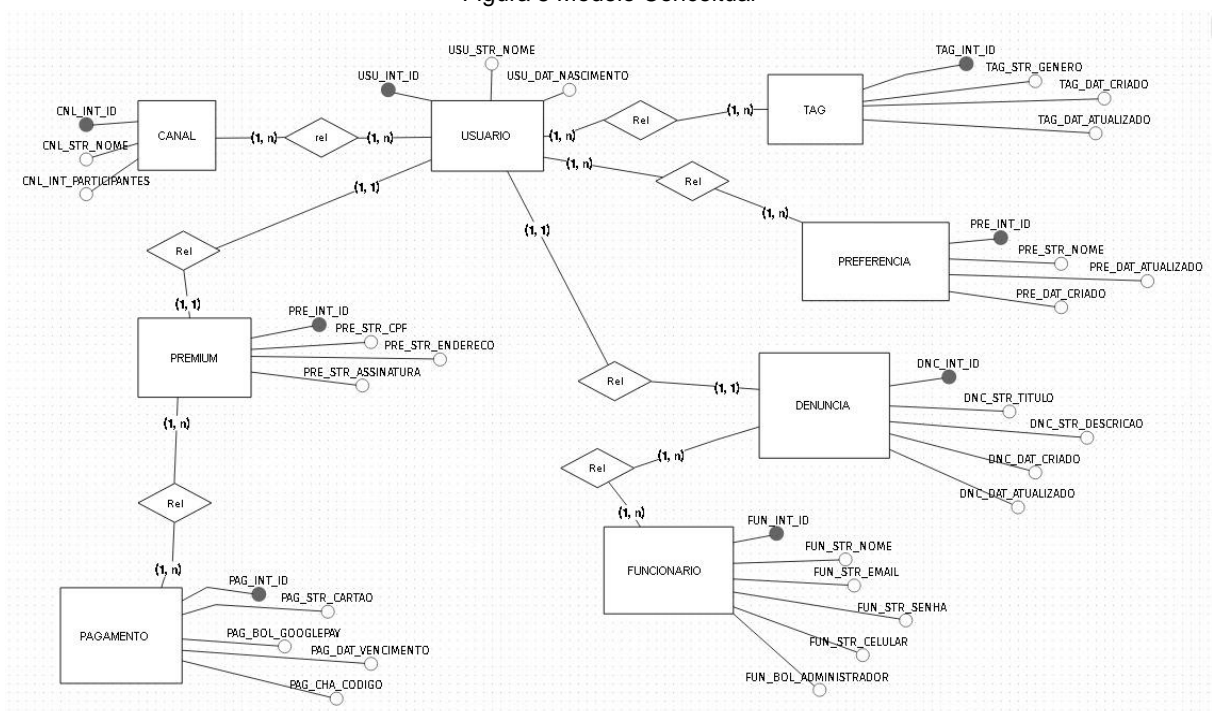 Figura 3 Modelo Conceitual
USU_STR_NOME
USU_INT_ID
USU_DAT_NASCIMENTO
TAG_INT_ID
TAG_STR_GENERO
TAG_DAT_CRIADO
TAG_DAT_ATUALIZADO
CNL_INT_ID
CNL_STR_NOME
CNL_INT_PARTICIPANTES
CANAL
(1, n)
rel
(1, n)
USUARIO
(1, n)
Rel
(1, n)
TAG
(1, n)
Rel
(1, n)
(1, 1)
(1, 1)
PRE_INT_ID
PRE_STR_NOME
PRE_DAT_ATUALIZADO
PRE_DAT_CRIADO
PREFERENCIA
Rel
(1, 1)
PRE_INT_ID
PRE_STR_CPF
PRE_STR_ENDERECO
PRE_STR_ASSINATURA
PREMIUM
Rel
(1, 1)
DENUNCIA
DNC_INT_ID
DNC_STR_TITULO
DNC_STR_DESCRICAO
DNC_DAT_CRIADO
DNC_DAT_ATUALIZADO
(1, n)
(1, n)
Rel
(1, n)
Rel
(1, n)
FUN_INT_ID
FUN_STR_NOME
FUN_STR_EMAIL
FUN_STR_SENHA
FUN_STR_CELULAR
FUN_BOL_ADMINISTRADOR
FUNCIONARIO
PAG_INT_ID
PAG_STR_CARTAO
PAG_BOL_GOOGLEPAY
PAG_DAT_VENCIMENTO
PAG_CHA_CODIGO
PAGAMENTO